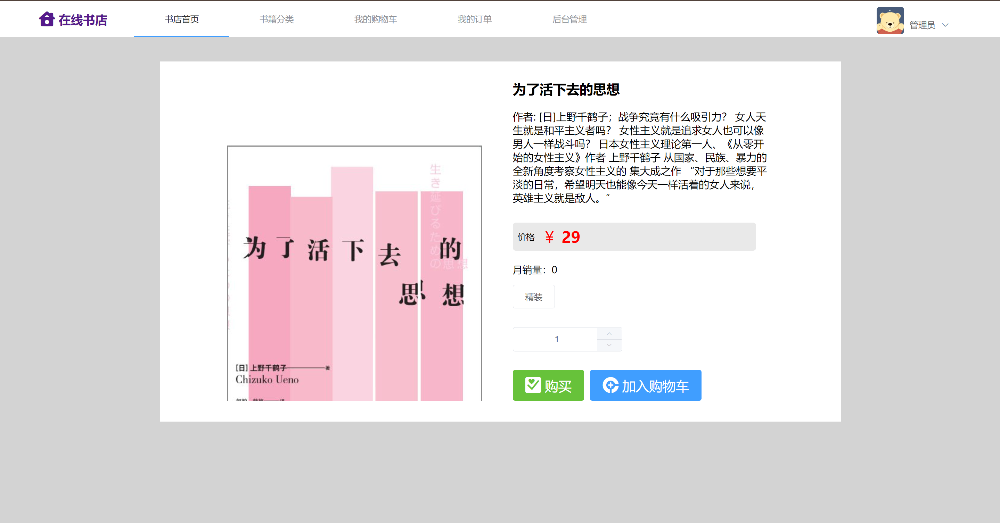 在线书店
书店首页
书籍分类
我的购物车
我的订单
后台管理
管理员
为了活下去的思想
作者: [日]上野千鹤子；战争究竟有什么吸引力？ 女人天
生就是和平主义者吗？ 女性主义就是追求女人也可以像
男人一样战斗吗？ 日本女性主义理论第一人、《从零开
始的女性主义》作者 上野千鹤子 从国家、民族、暴力的
全新角度考察女性主义的 集大成之作 “对于那些想要平
淡的日常，希望明天也能像今天一样活着的女人来说，
英雄主义就是敌人。”
价格 ¥ 29
月销量：0
精装
1
购买
加入购物车
生き延びるための思想
为了活下去的
思想
[日] 上野千鹤子————著
Chizuko Ueno